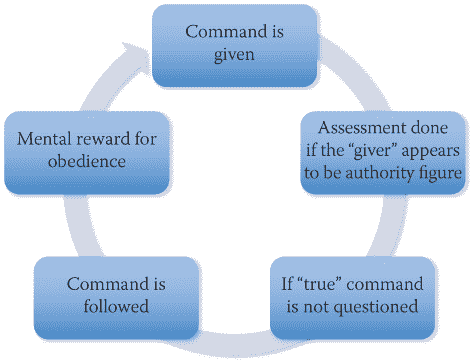 Command is
given
Assessment done
if the “giver” appears
to be authority figure
If “true” command
is not questioned
Command is
followed
Mental reward for
obedience